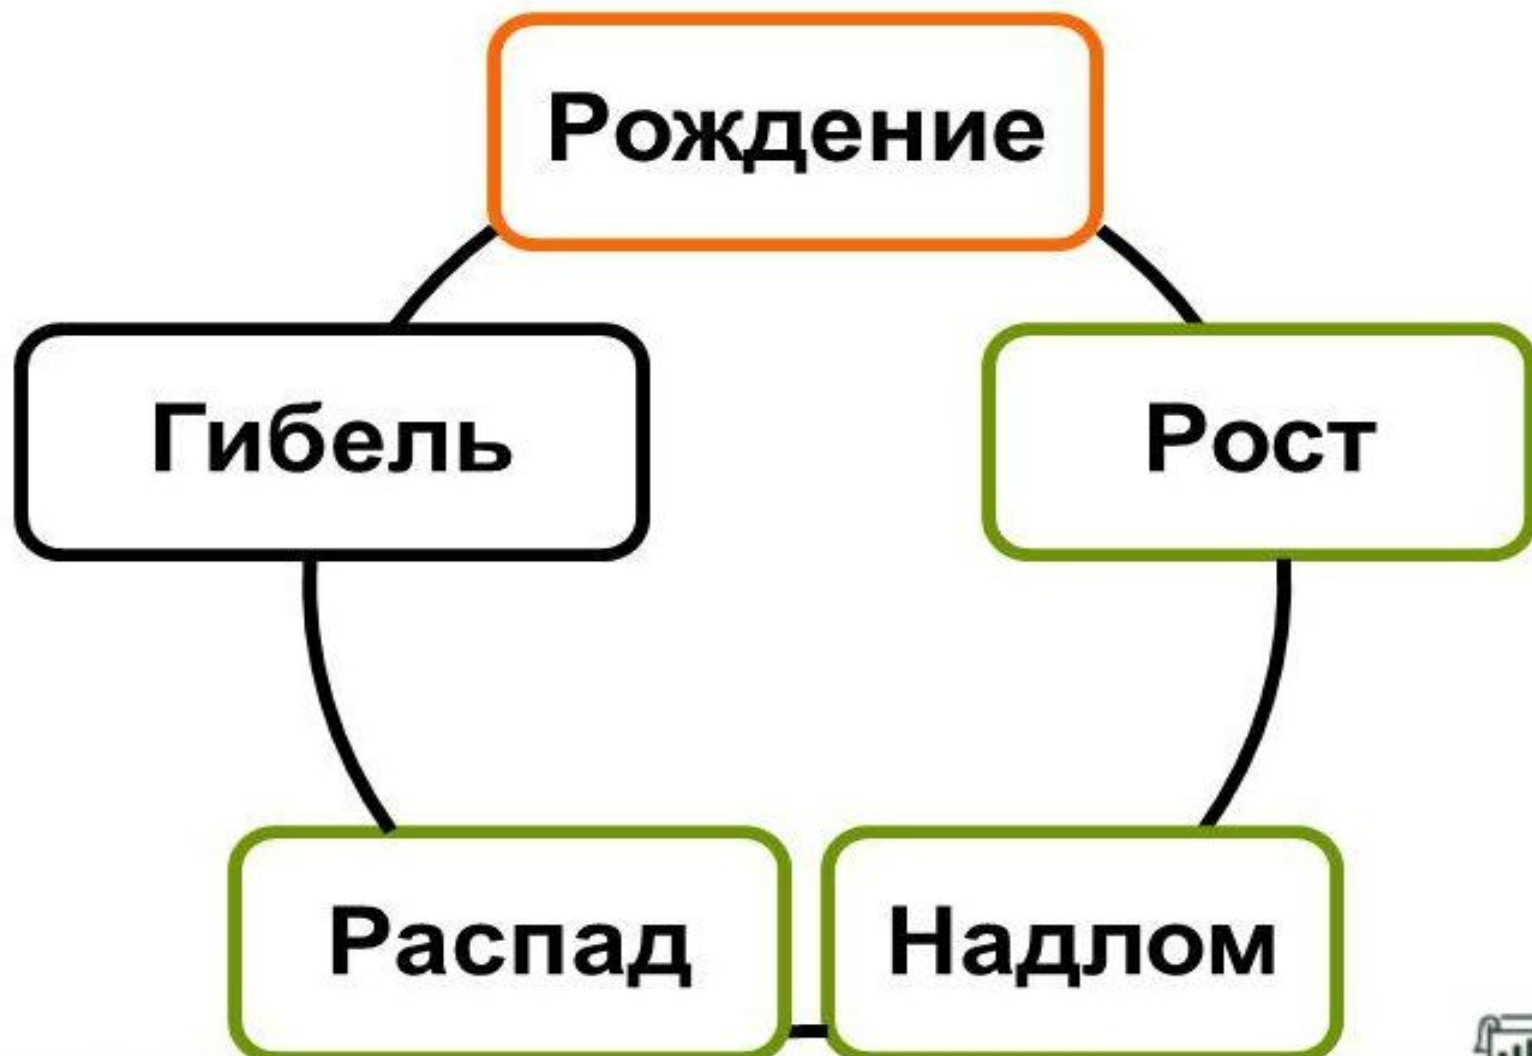 Рождение
Гибель
Рост
Распад
Надлом